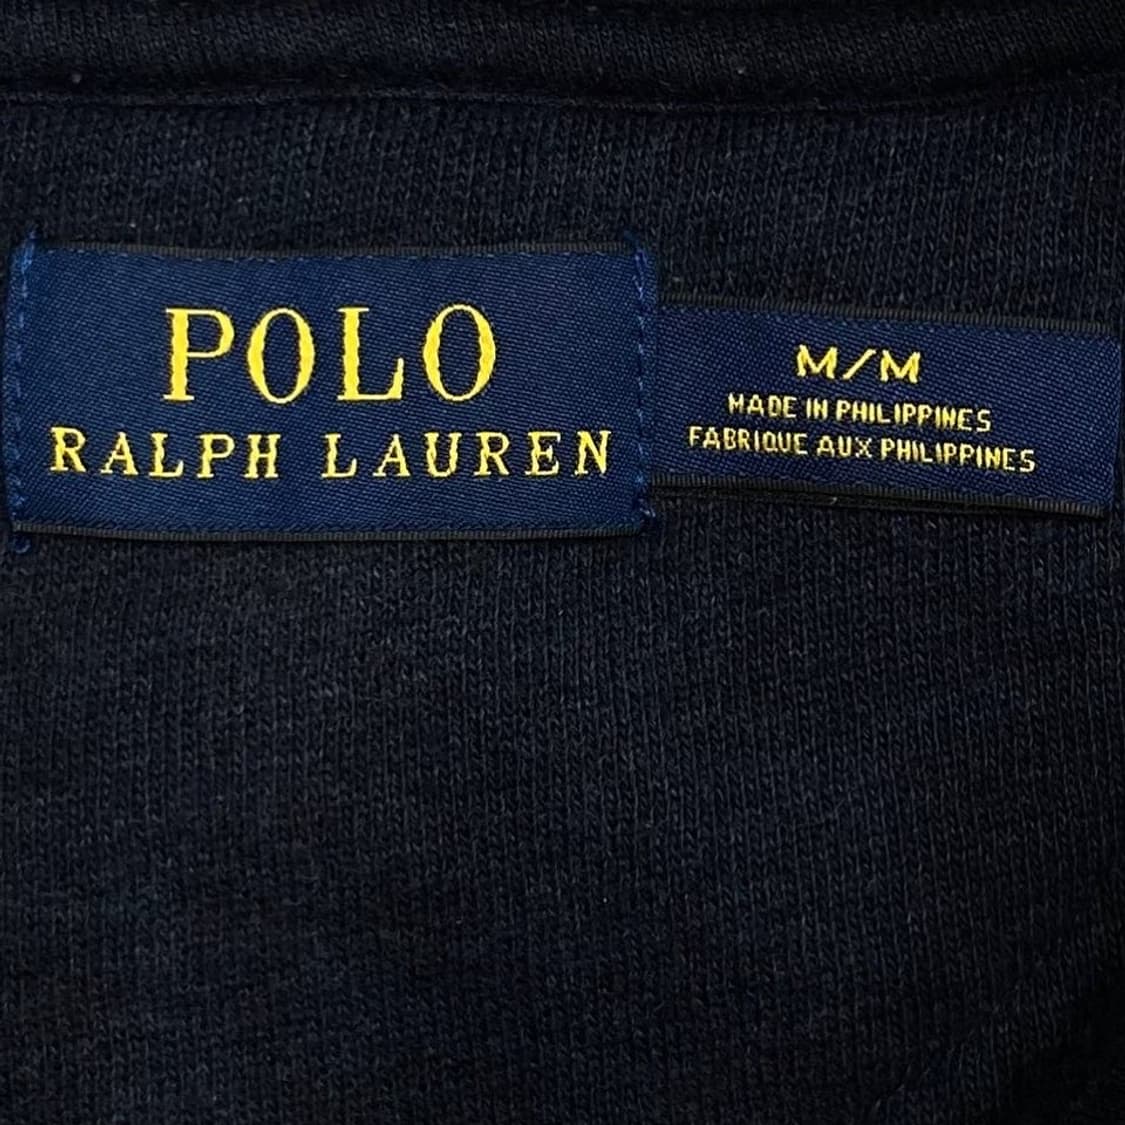 POLO
RALPH LAUREN
M/M
MADE IN PHILIPPINES
FABRIQUE AUX PHILIPPINES